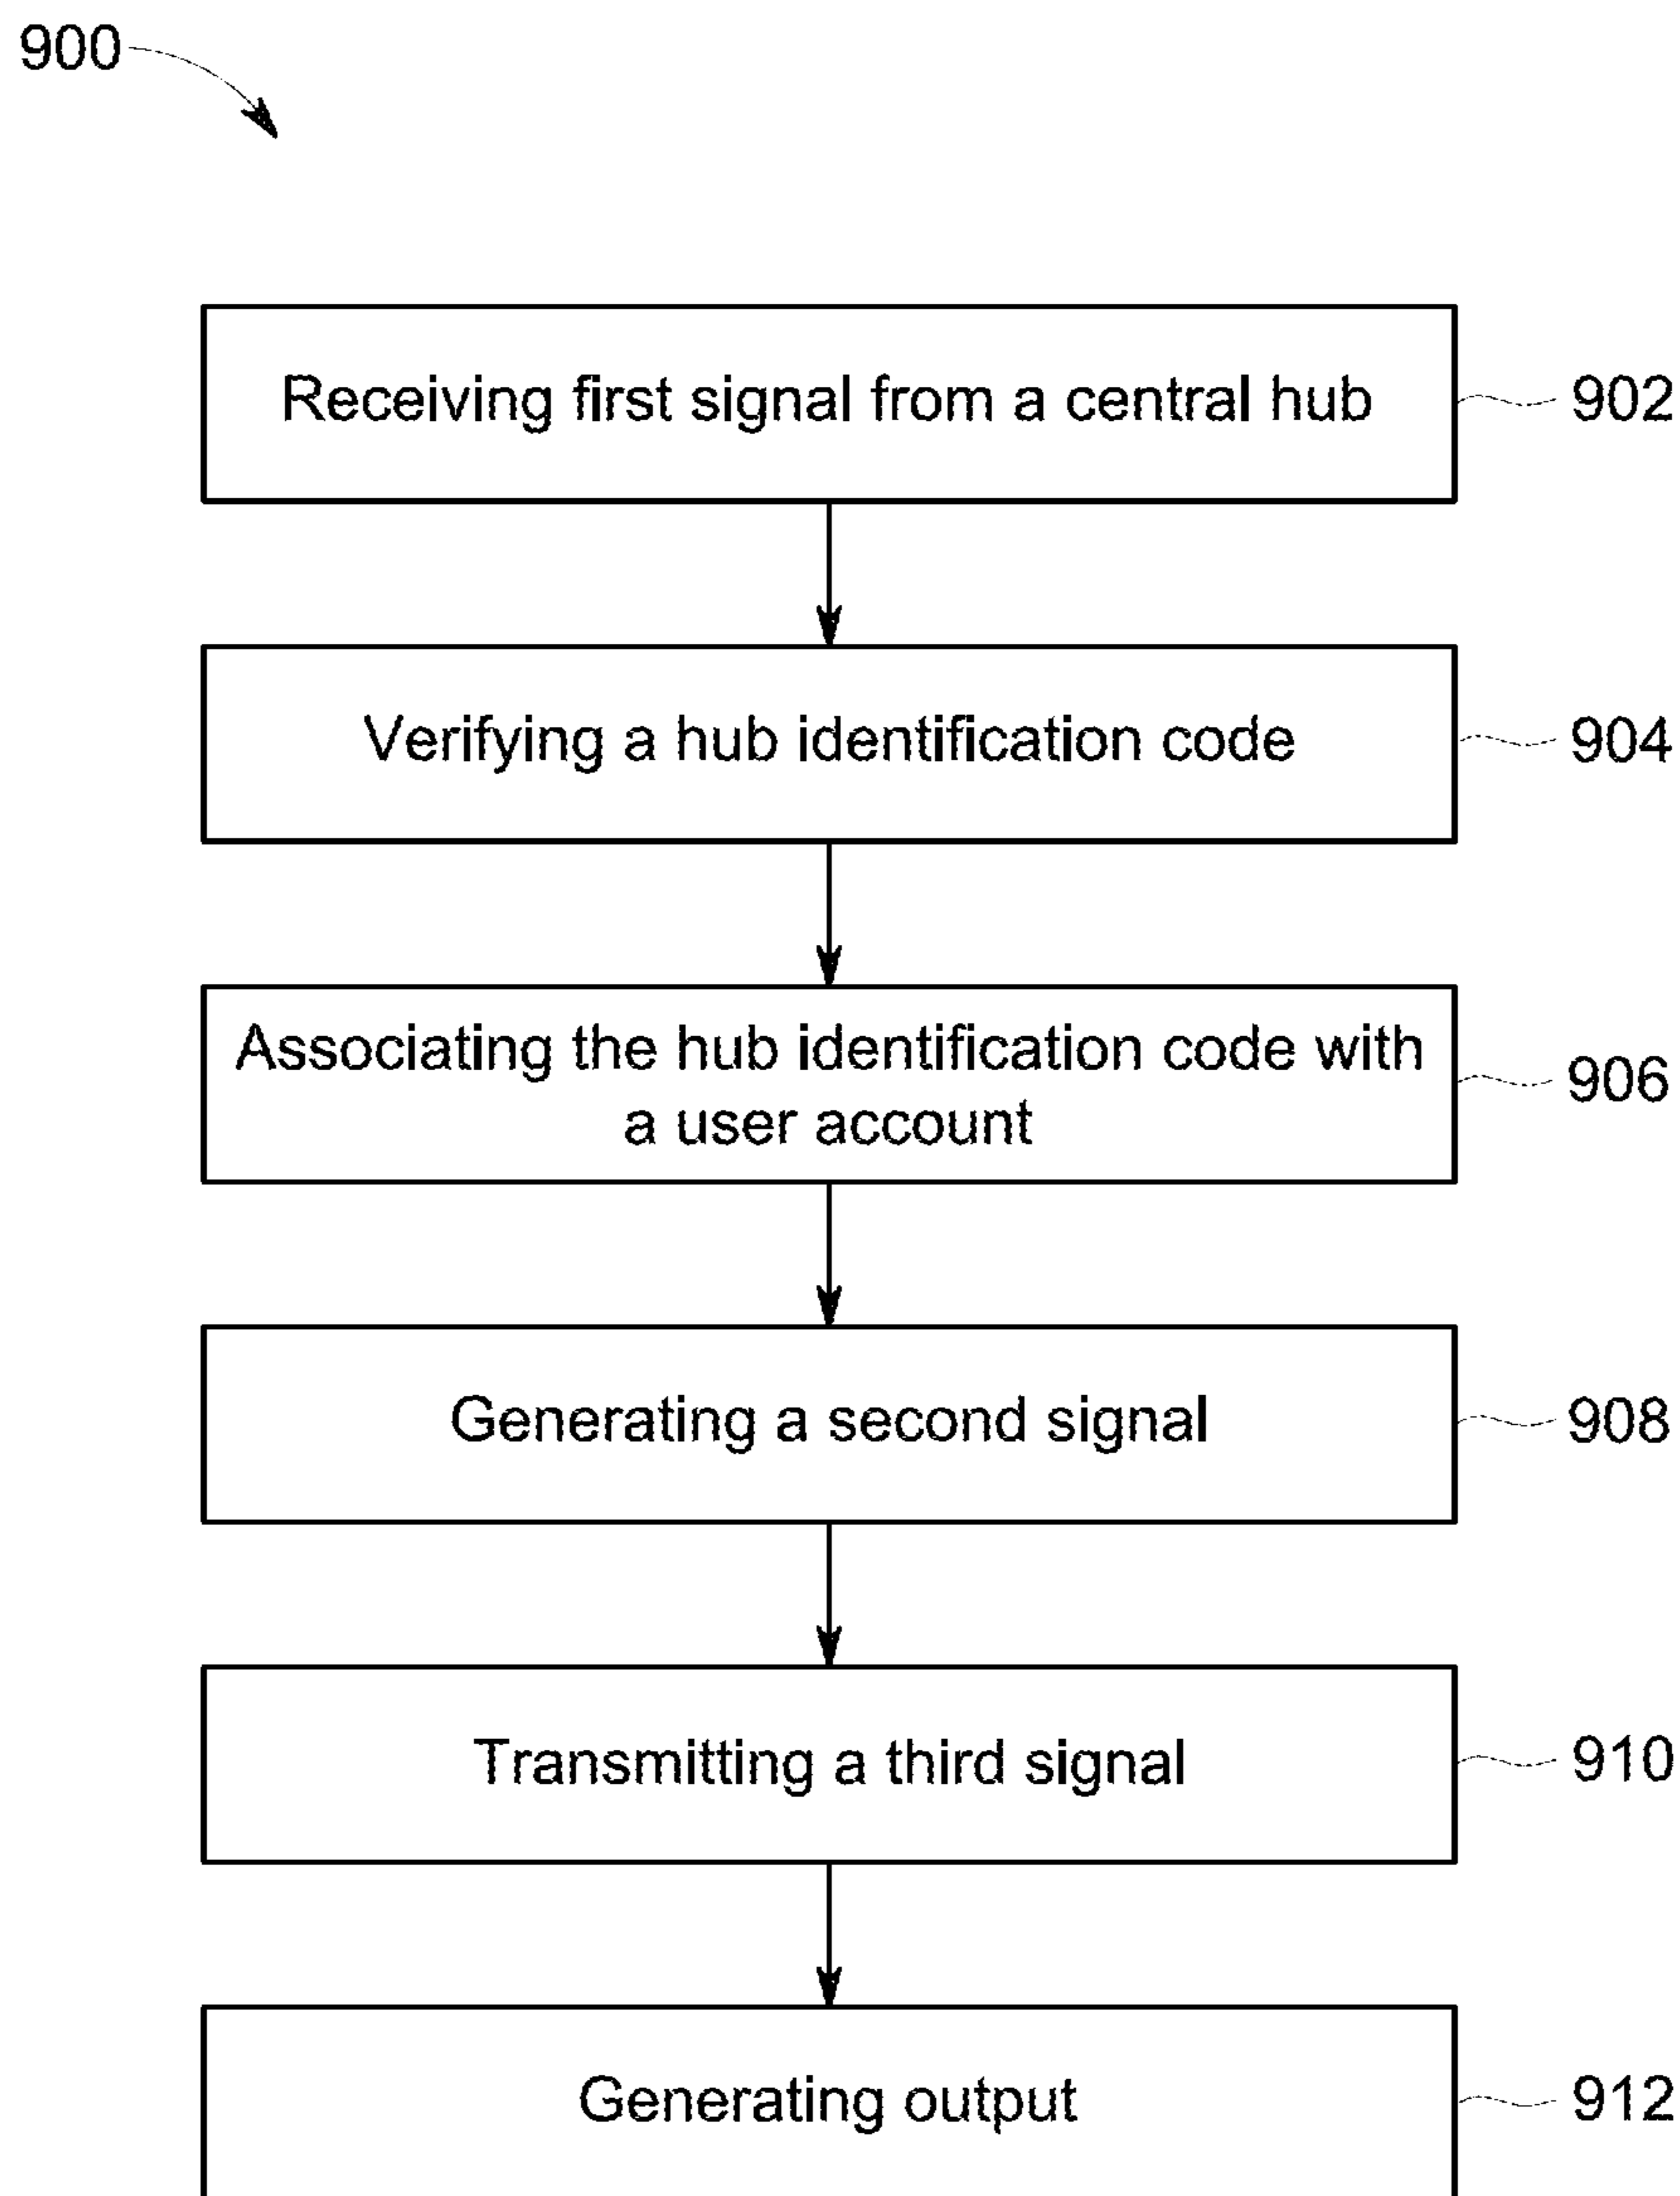 900
Receiving first signal from a central hub
902
Verifying a hub identification code
904
Associating the hub identification code with
a user account
906
Generating a second signal
908
Transmitting a third signal
910
Generating output
912